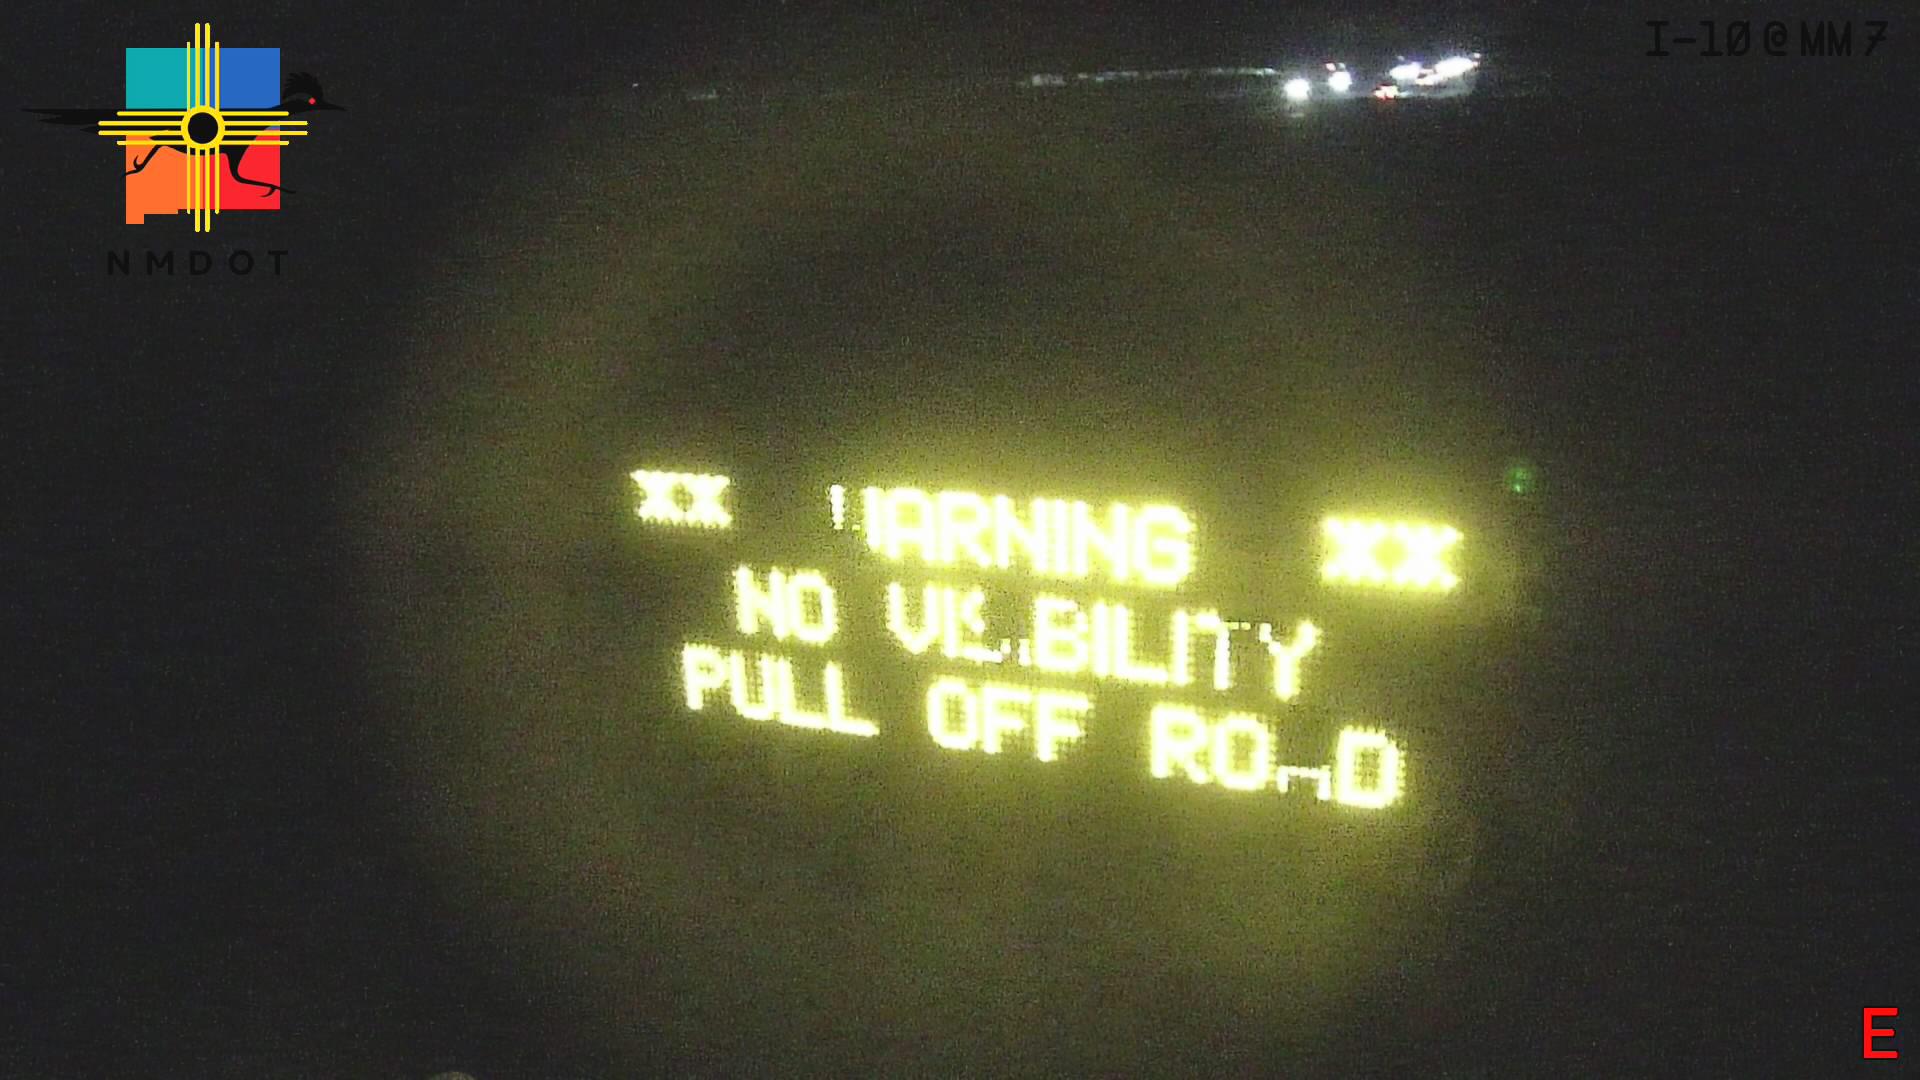 I-10 @ MM 7
NMDOT
XX WARNING XX
NO VISIBILITY
PULL OFF ROAD
E